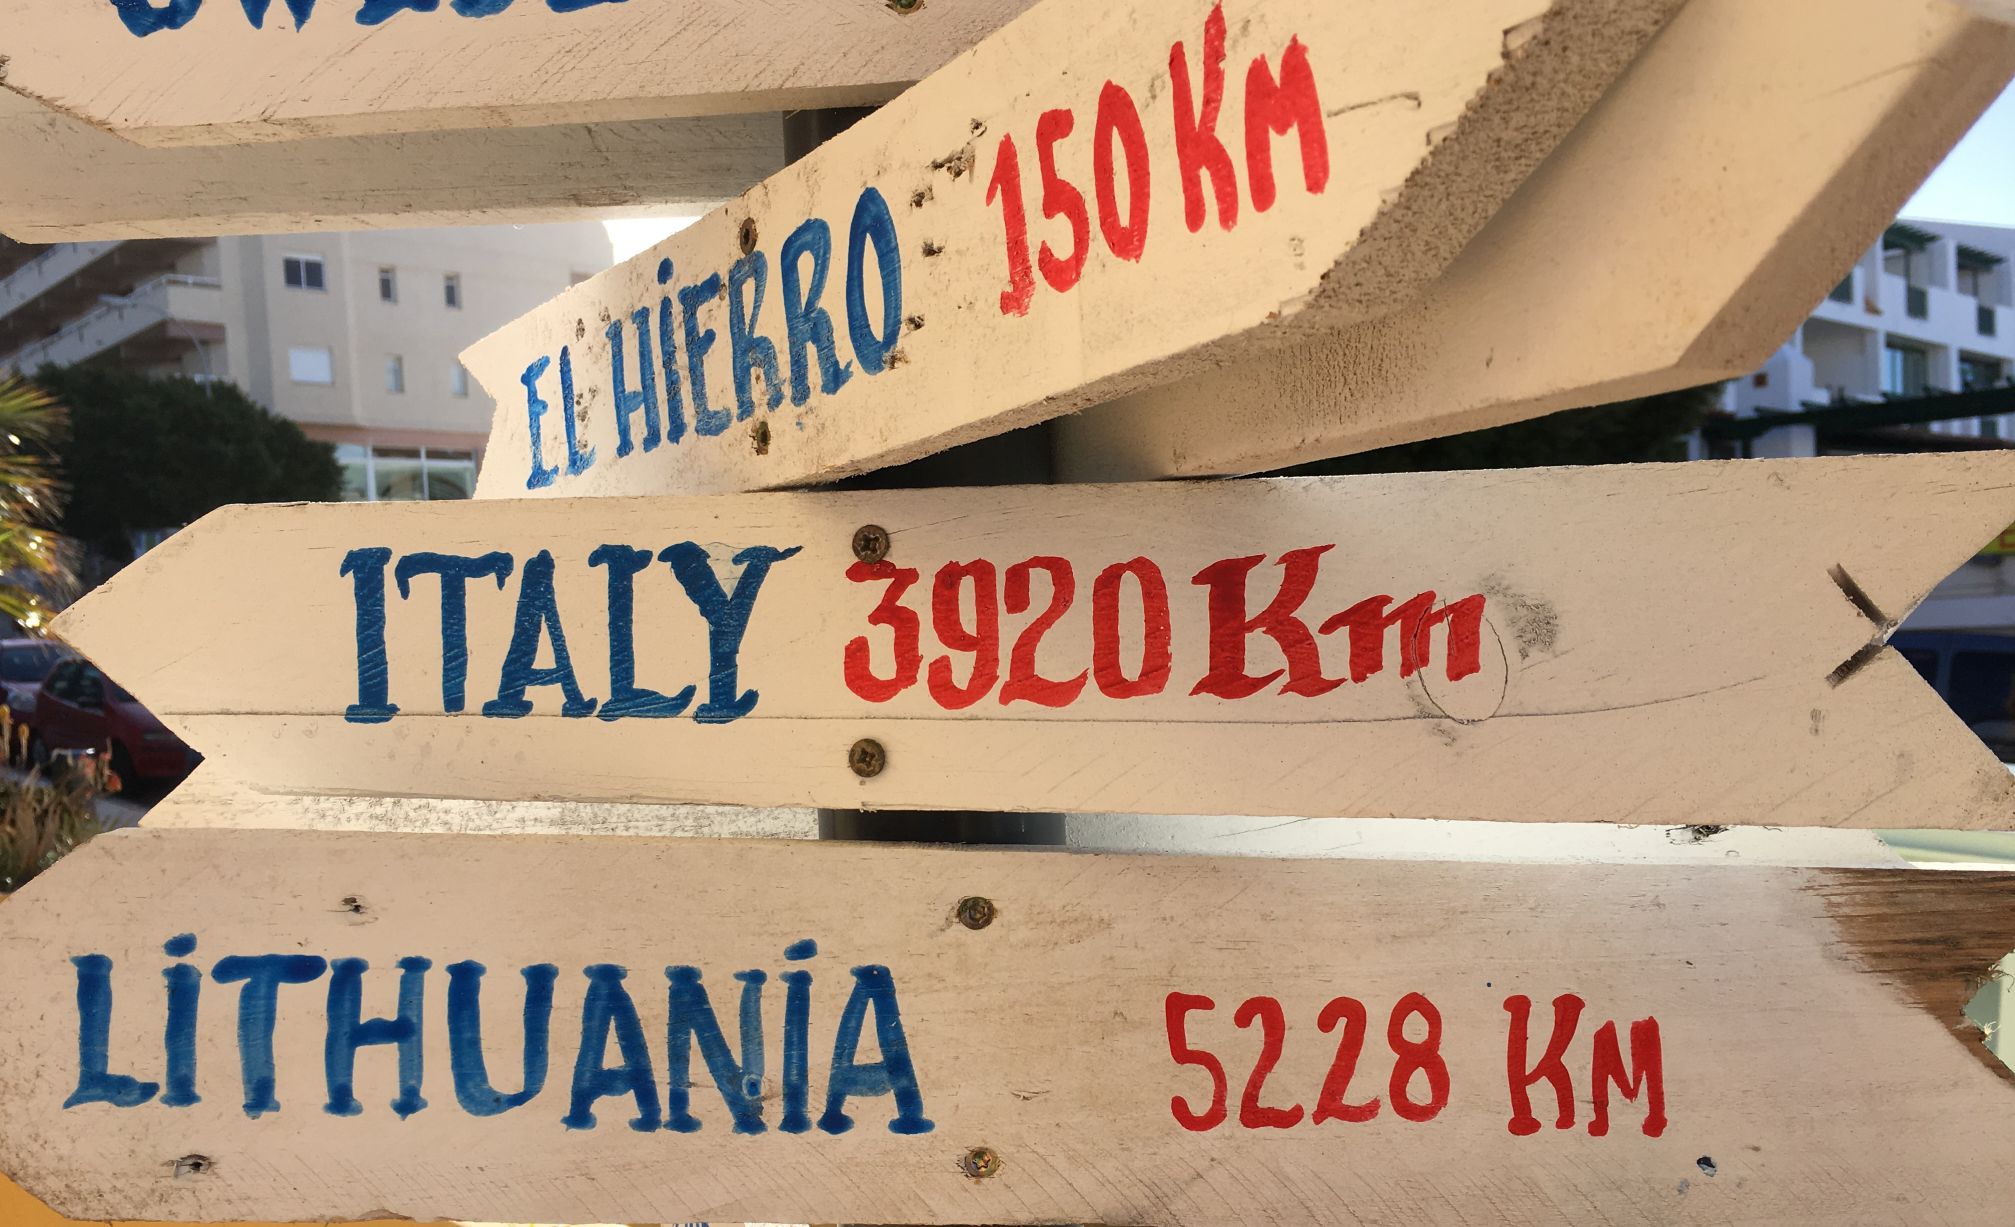 EL HiERRO 150 KM
ITALY 3920 Km
LiTHUANiA 5228 KM